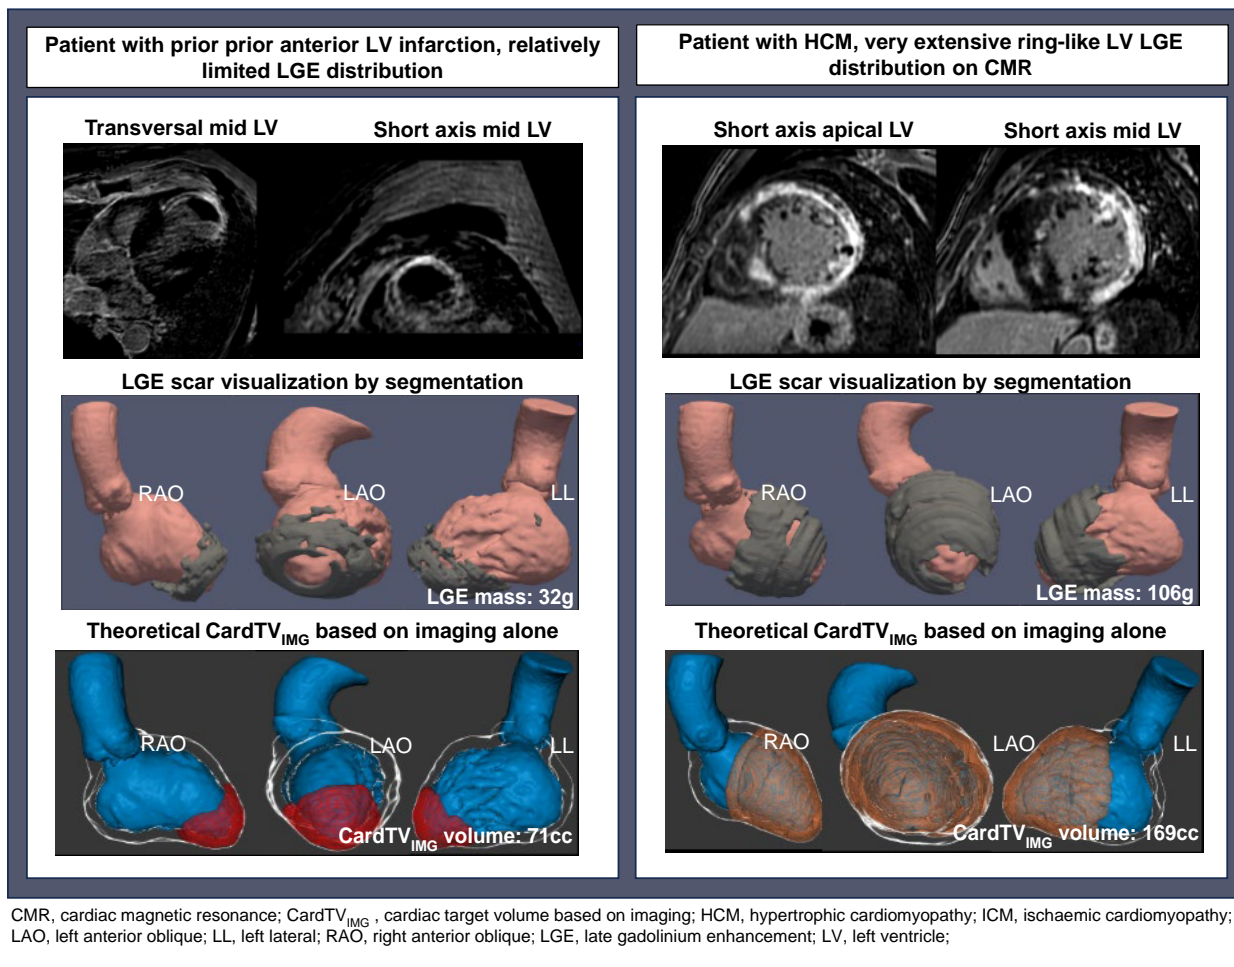 Patient with prior prior anterior LV infarction, relatively
limited LGE distribution
Transversal mid LV
Short axis mid LV
LGE scar visualization by segmentation
RAO
LAO
LL
LGE mass: 32g
Theoretical CardTVIMG based on imaging alone
RAO
LAO
LL
CardTVIMG volume: 71cc
Patient with HCM, very extensive ring-like LV LGE
distribution on CMR
Short axis apical LV
Short axis mid LV
LGE scar visualization by segmentation
RAO
LAO
LL
LGE mass: 106g
Theoretical CardTVIMG based on imaging alone
RAO
LAO
LL
CardTVIMG volume: 169cc
CMR, cardiac magnetic resonance; CardTVIMG , cardiac target volume based on imaging; HCM, hypertrophic cardiomyopathy; ICM, ischaemic cardiomyopathy;
LAO, left anterior oblique; LL, left lateral; RAO, right anterior oblique; LGE, late gadolinium enhancement; LV, left ventricle;